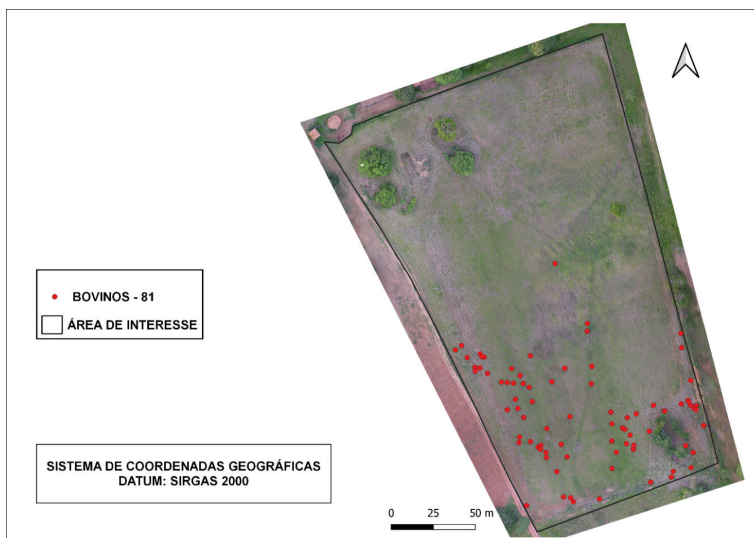 BOVINOS - 81
ÁREA DE INTERESSE
SISTEMA DE COORDENADAS GEOGRÁFICAS
DATUM: SIRGAS 2000
0 25 50 m